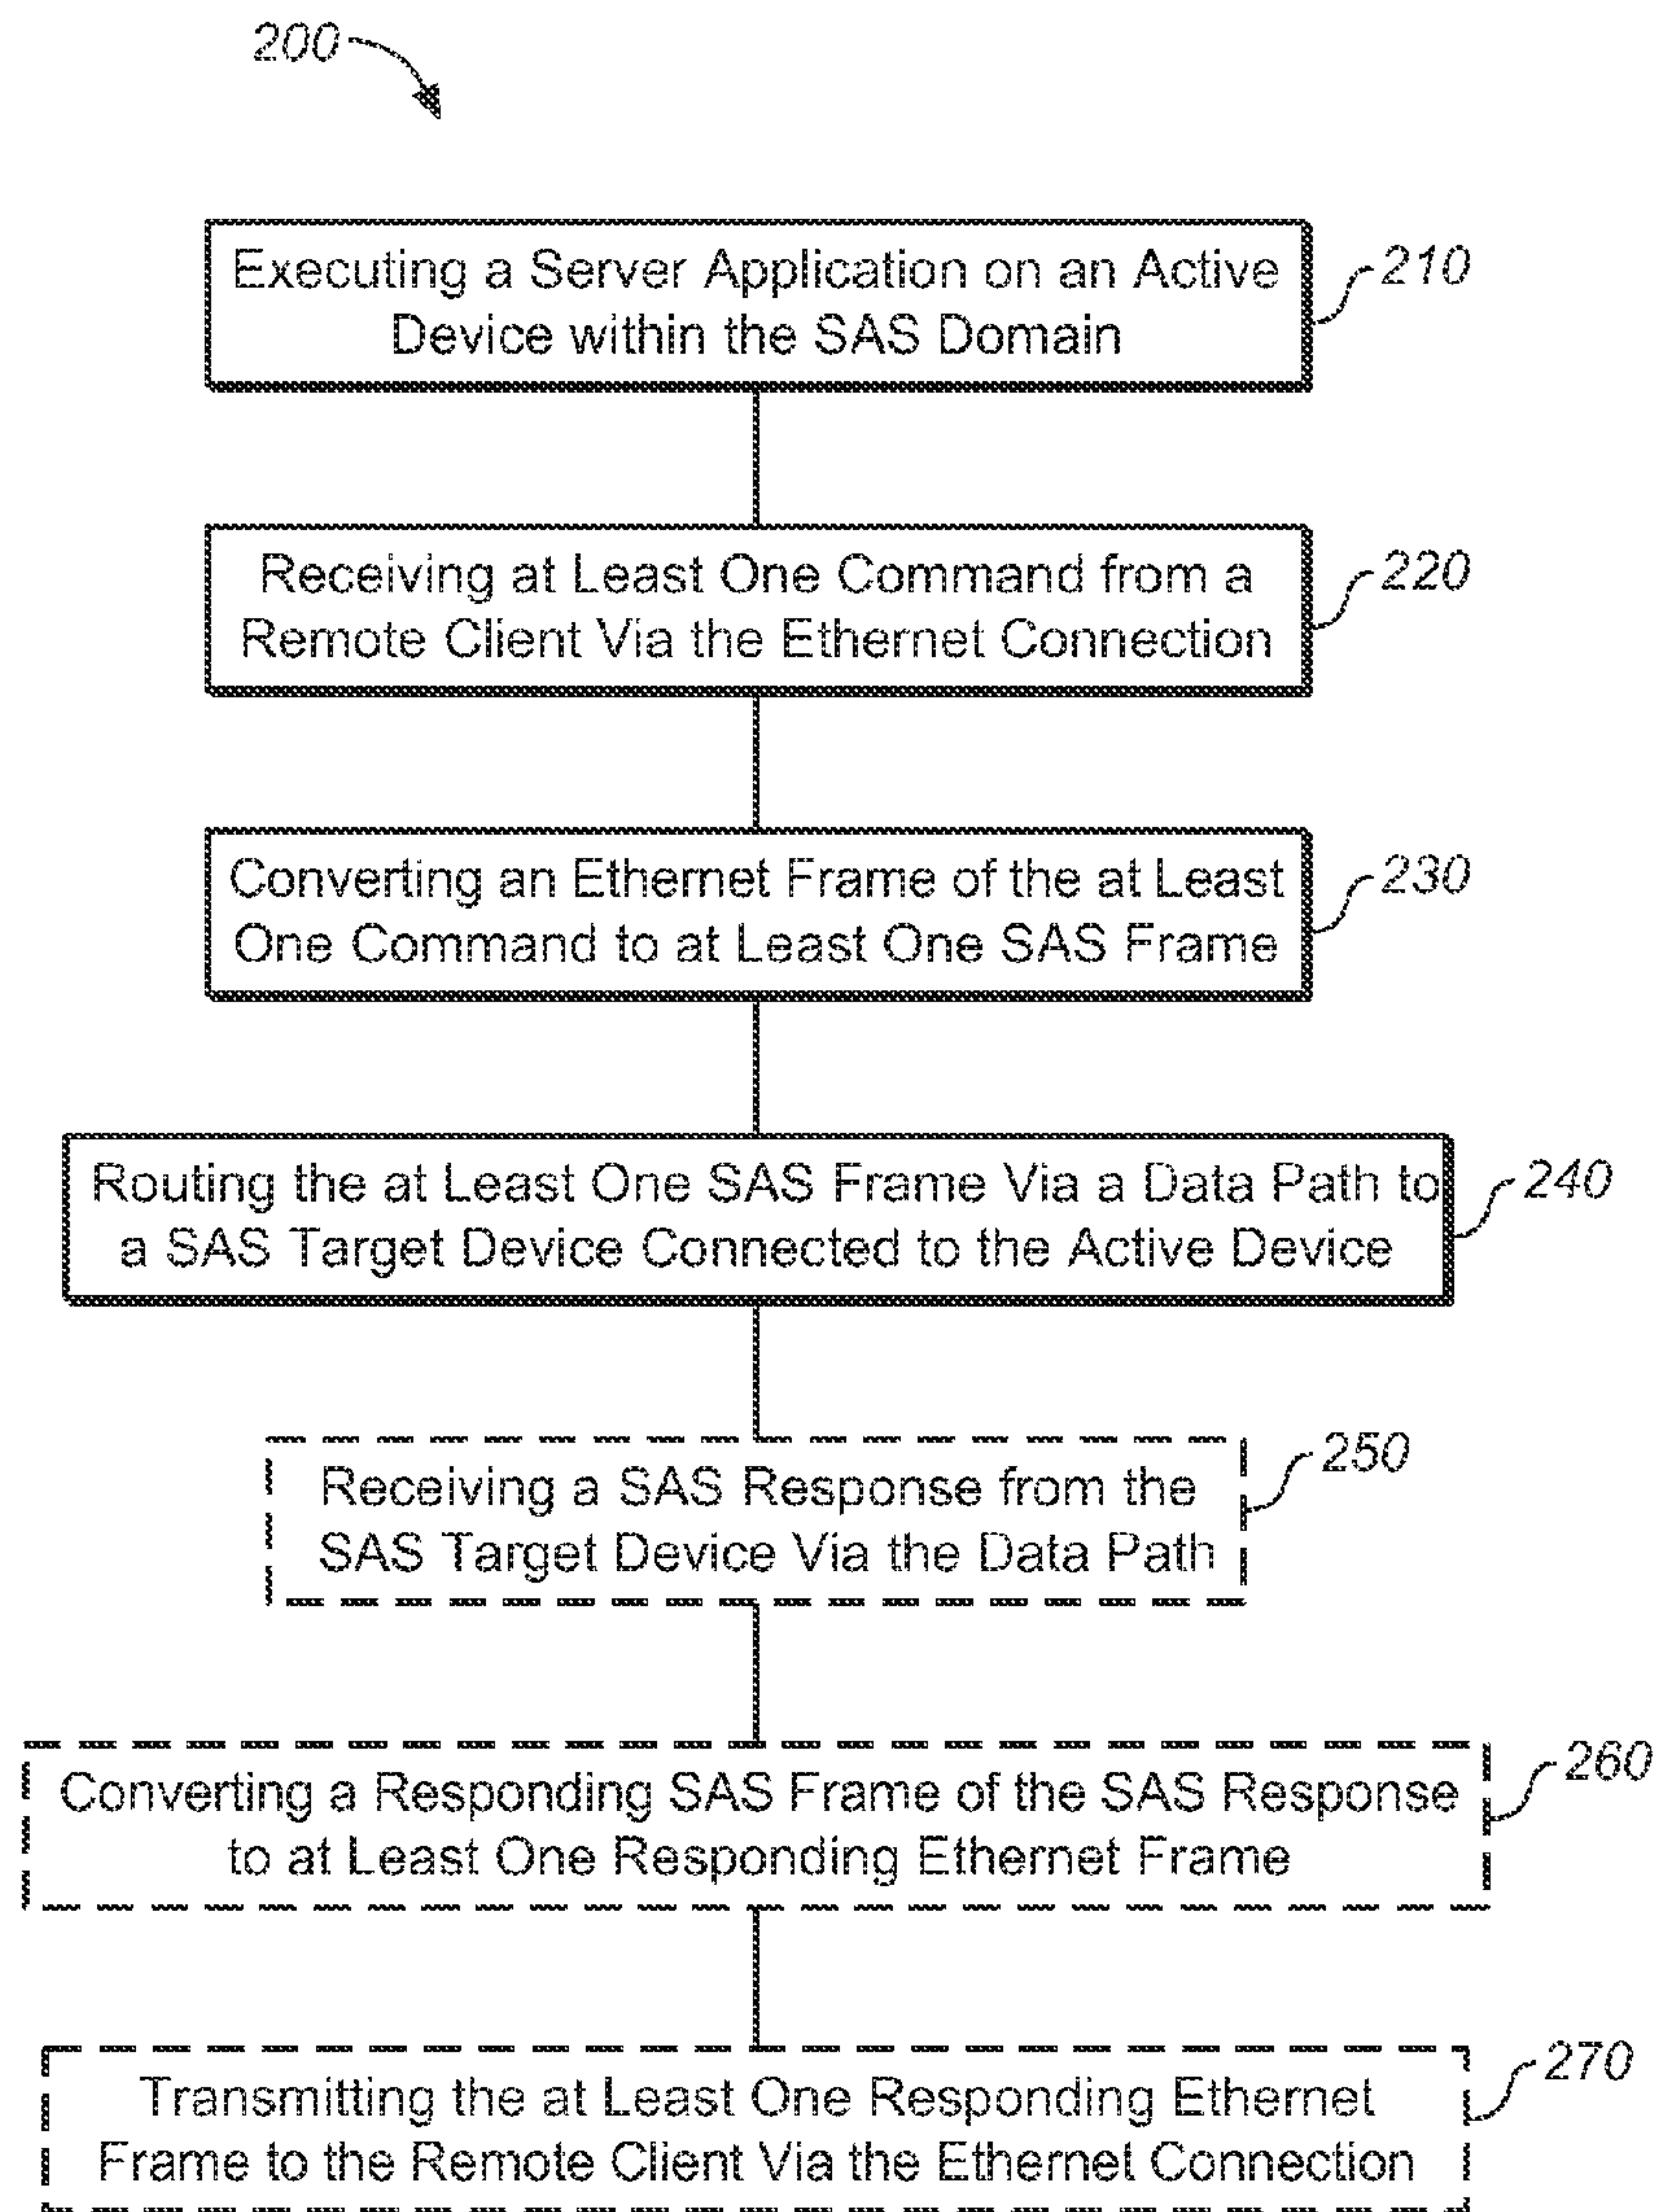 200
Executing a Server Application on an Active
Device within the SAS Domain
210
Receiving at Least One Command from a
Remote Client Via the Ethernet Connection
220
Converting an Ethernet Frame of the at Least
One Command to at Least One SAS Frame
230
Routing the at Least One SAS Frame Via a Data Path to
a SAS Target Device Connected to the Active Device
240
Receiving a SAS Response from the
SAS Target Device Via the Data Path
250
Converting a Responding SAS Frame of the SAS Response
to at Least One Responding Ethernet Frame
260
Transmitting the at Least One Responding Ethernet
Frame to the Remote Client Via the Ethernet Connection
270